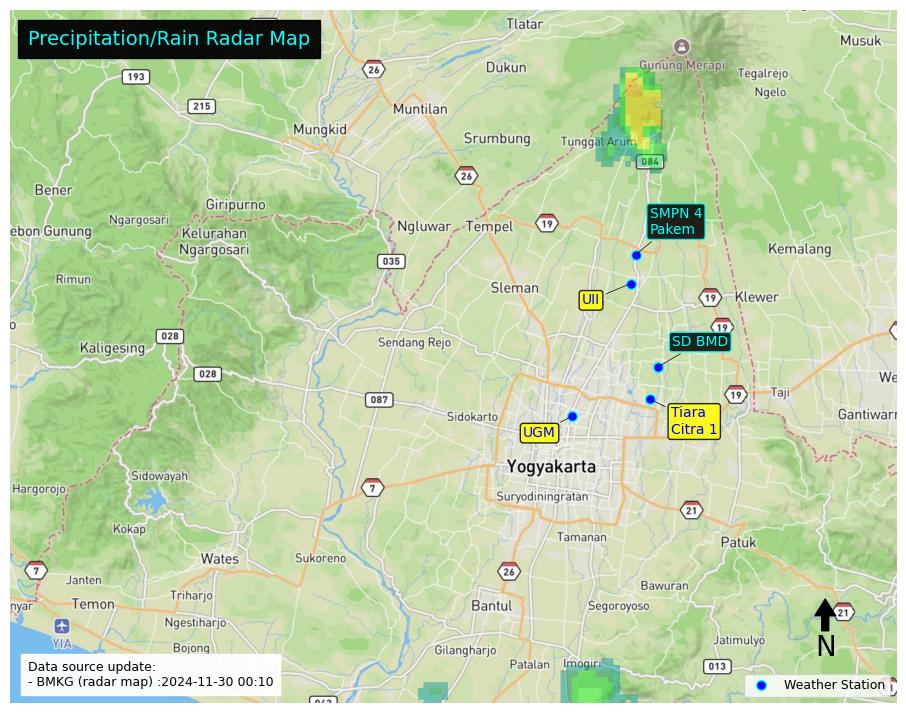 Precipitation/Rain Radar Map
Tlatar
Musuk
26
Dukun
Gunung Merapi
193
Tegalrejo
Ngelo
215
Muntilan
Mungkid
Srumbung
Tunggal Arum
084
26
Bener
Giripurno
SMPN 4
Pakem
Ngargosari
ebon Gunung
Kelurahan
Ngargosari
Ngluwar
Tempel
19
Kemalang
035
Rimun
Sleman
UII
19
Klewer
19
028
Kaligesing
Sendang Rejo
SD BMD
028
087
19
Taji
We
Gantiwarn
Sidokarto
Tiara
Citra 1
UGM
Yogyakarta
Sidowayah
Hargorojo
7
Suryodiningratan
21
Kokap
Tamanan
Patuk
Wates
Sukoreno
7
Janten
26
Bawuran
Triharjo
nyar
Temon
Bantul
Segoroyoso
21
Ngestiharjo
YIA
Bojong
Gilangharjo
Jatimulyo
N
Patalan
Imogiri
013
Data source update:
- BMKG (radar map) :2024-11-30 00:10
Weather Station